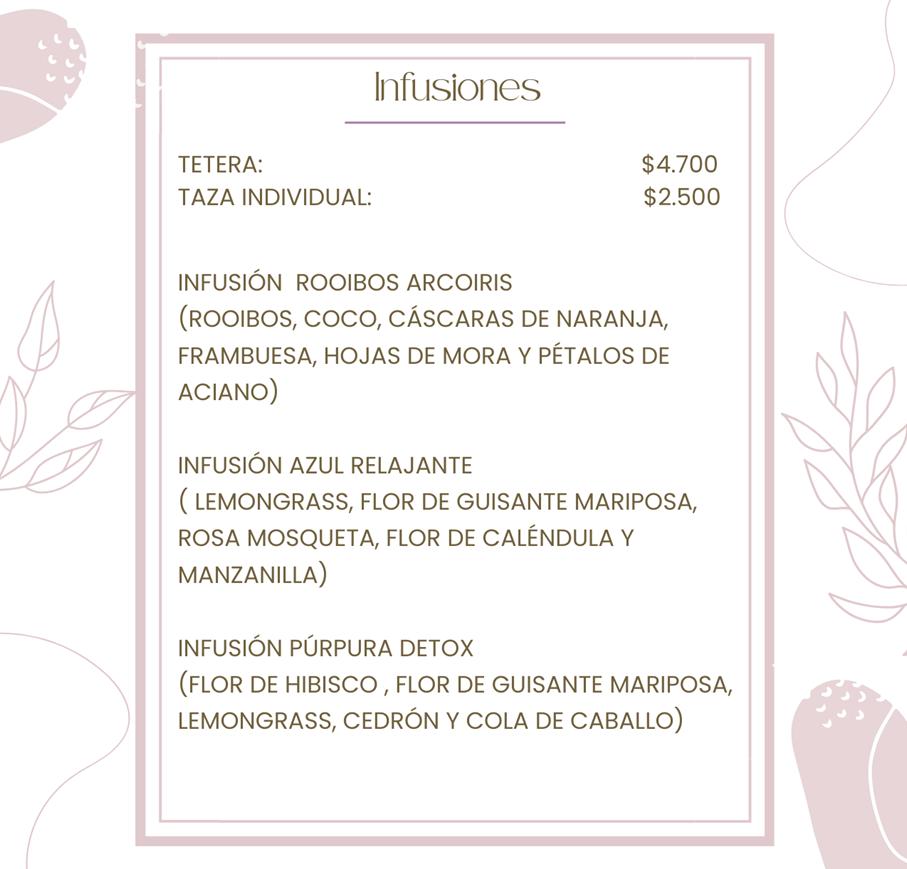 Infusiones
TETERA: $4.700
TAZA INDIVIDUAL: $2.500
INFUSIÓN  ROOIBOS ARCOIRIS
(ROOIBOS, COCO, CÁSCARAS DE NARANJA,
FRAMBUESA, HOJAS DE MORA Y PÉTALOS DE
ACIANO)
INFUSIÓN AZUL RELAJANTE
( LEMONGRASS, FLOR DE GUISANTE MARIPOSA,
ROSA MOSQUETA, FLOR DE CALÉNDULA Y
MANZANILLA)
INFUSIÓN PÚRPURA DETOX
(FLOR DE HIBISCO , FLOR DE GUISANTE MARIPOSA,
LEMONGRASS, CEDRÓN Y COLA DE CABALLO)